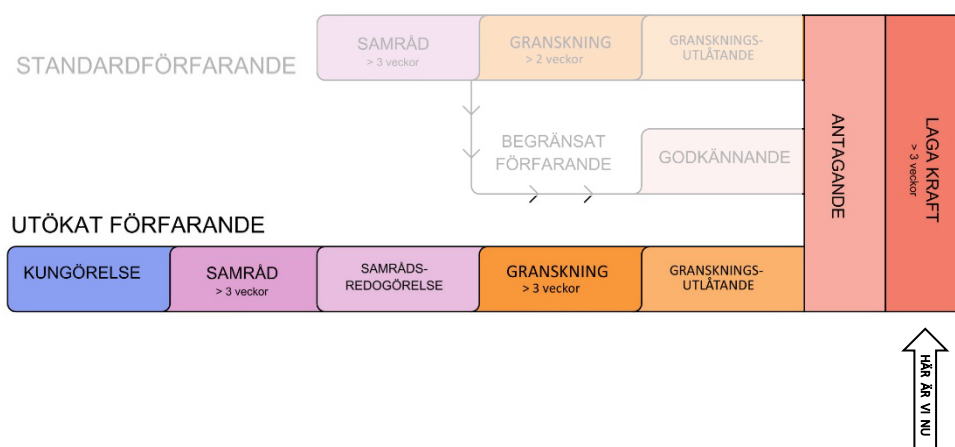 STANDARDFÖRFARANDE
SAMRÅD
> 3 veckor
GRANSKNING
> 2 veckor
GRANSKNINGS-
UTLÅTANDE
BEGRÄNSAT
FÖRFARANDE
GODKÄNNANDE
ANTAGANDE
LAGA KRAFT
> 3 veckor
UTÖKAT FÖRFARANDE
KUNGÖRELSE
SAMRÅD
> 3 veckor
SAMRÅDS-
REDOGÖRELSE
GRANSKNING
> 3 veckor
GRANSKNINGS-
UTLÅTANDE
HÄR ÄR VI NU